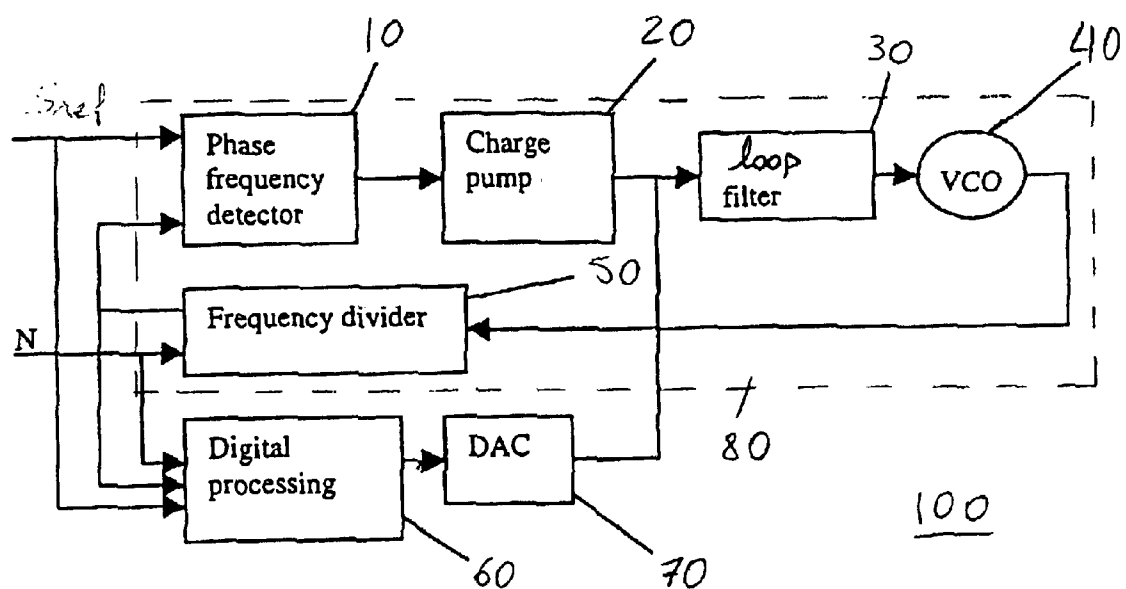 10
20
30
40
Sref
Phase
frequency
detector
Charge
pump
loop
filter
VCO
50
Frequency divider
N
80
Digital
processing
DAC
100
60
70